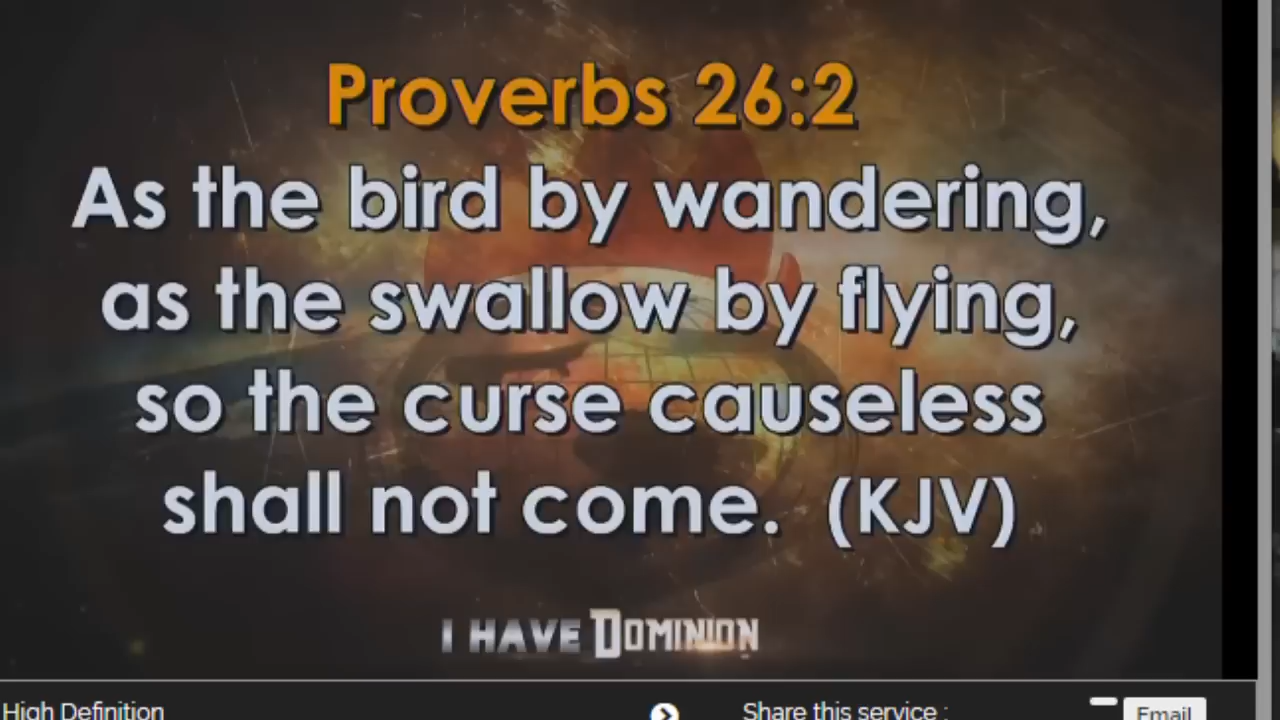 Proverbs 26:2
As the bird by wandering,
as the swallow by flying,
so the curse causeless
shall not come. (KJV)
I HAVE DOMINION
High Definition
Share this service :
Email